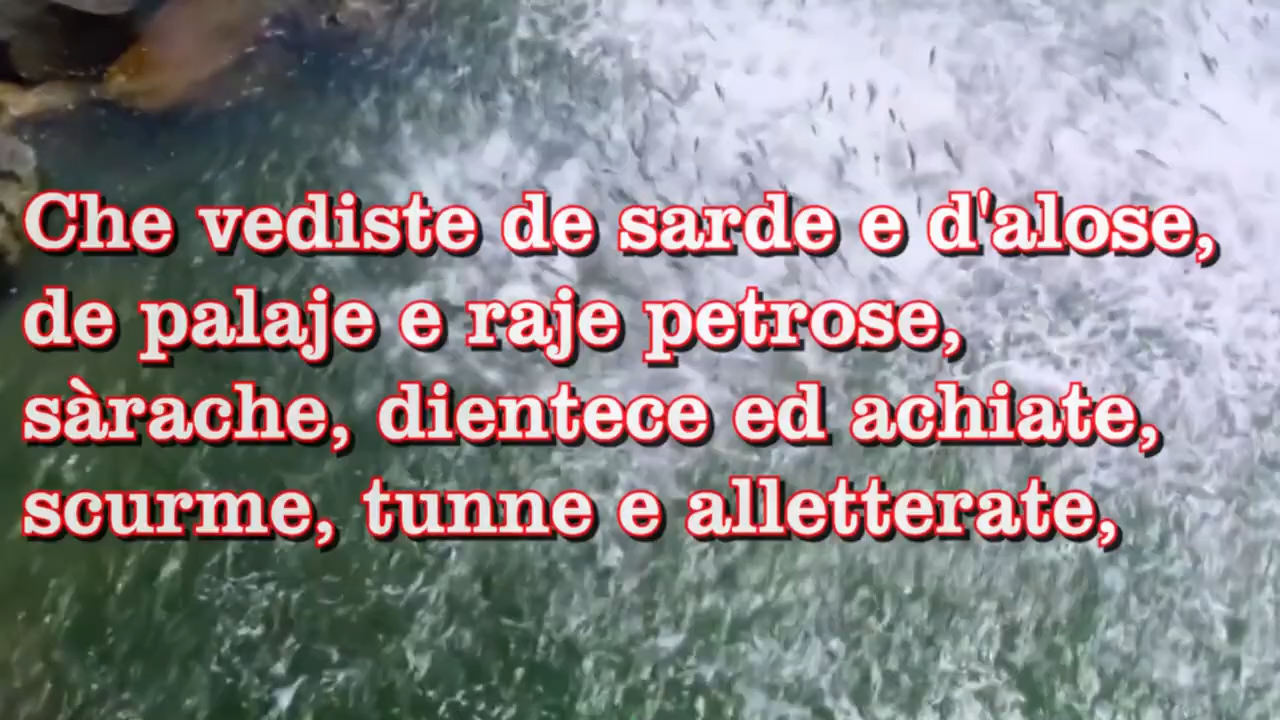 Che vediste de sarde e d'alose,
de palaje e raje petrose,
sàrache, dientece ed achiate,
scurme, tunne e alletterate,